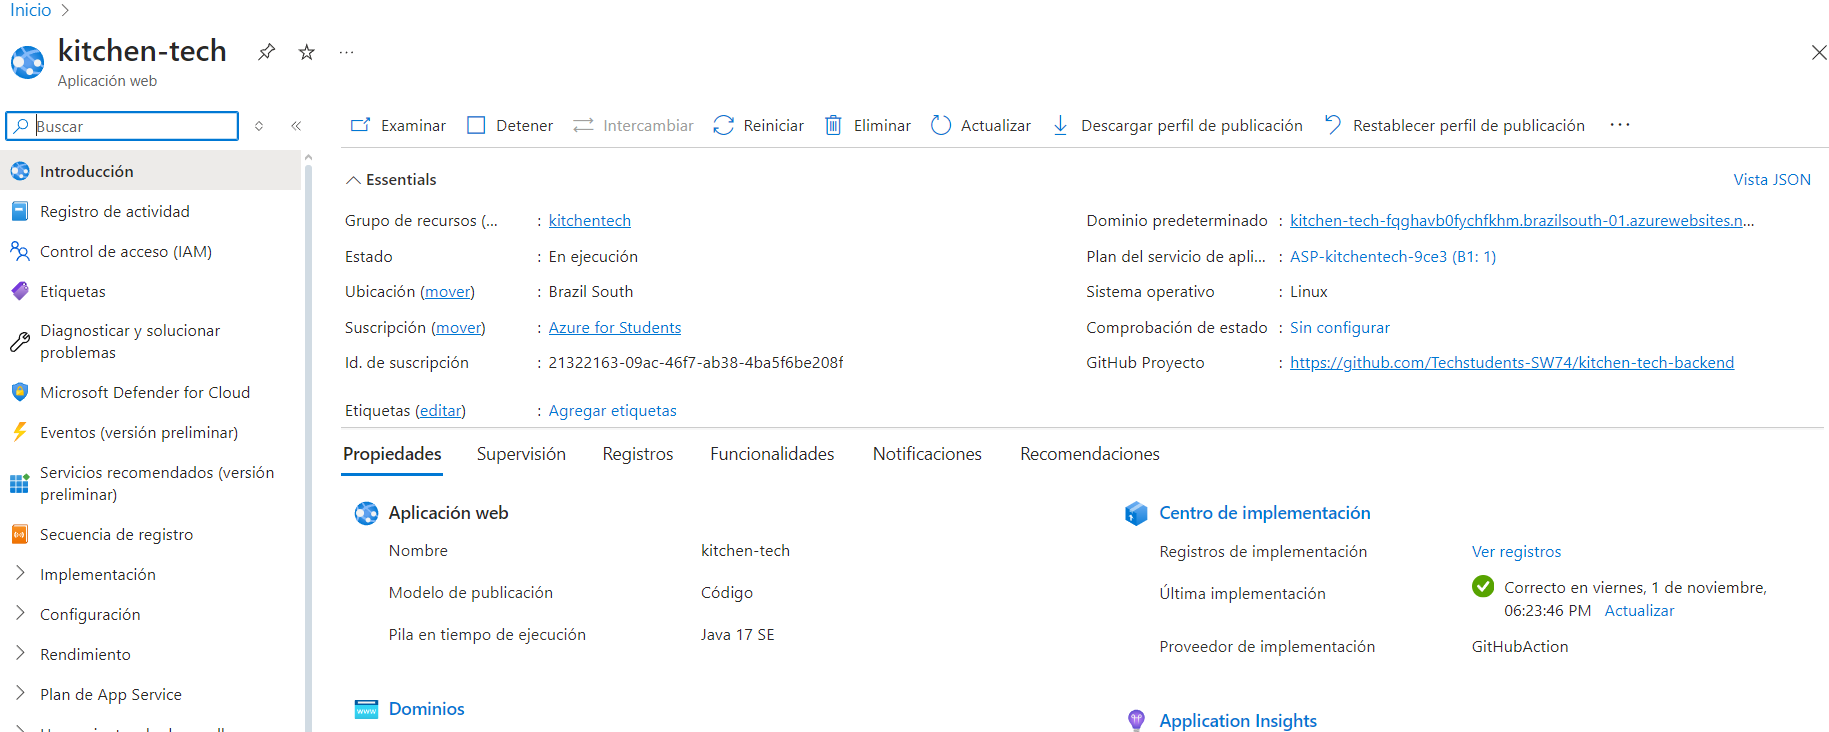 Inicio
kitchen-tech
Aplicación web
Buscar
Examinar Detener Intercambiar Reiniciar Eliminar Actualizar Descargar perfil de publicación Restablecer perfil de publicación
Introducción
Registro de actividad
Control de acceso (IAM)
Etiquetas
Diagnosticar y solucionar
problemas
Microsoft Defender for Cloud
Eventos (versión preliminar)
Servicios recomendados (versión
preliminar)
Secuencia de registro
Implementación
Configuración
Rendimiento
Plan de App Service
Essentials
Vista JSON
Grupo de recursos (... : kitchentech
Estado : En ejecución
Ubicación (mover) : Brazil South
Suscripción (mover) : Azure for Students
Id. de suscripción : 21322163-09ac-46f7-ab38-4ba5f6be208f
Etiquetas (editar) : Agregar etiquetas
Dominio predeterminado : kitchen-tech-fqghavb0fychfkhm.brazilsouth-01.azurewebsites.n...
Plan del servicio de apli... : ASP-kitchentech-9ce3 (B1: 1)
Sistema operativo : Linux
Comprobación de estado : Sin configurar
GitHub Proyecto : https://github.com/Techstudents-SW74/kitchen-tech-backend
Propiedades Supervisión Registros Funcionalidades Notificaciones Recomendaciones
Aplicación web
Nombre kitchen-tech
Modelo de publicación Código
Pila en tiempo de ejecución Java 17 SE
Dominios
Centro de implementación
Registros de implementación Ver registros
Última implementación Correcto en viernes, 1 de noviembre,
06:23:46 PM Actualizar
Proveedor de implementación GitHubAction
Application Insights